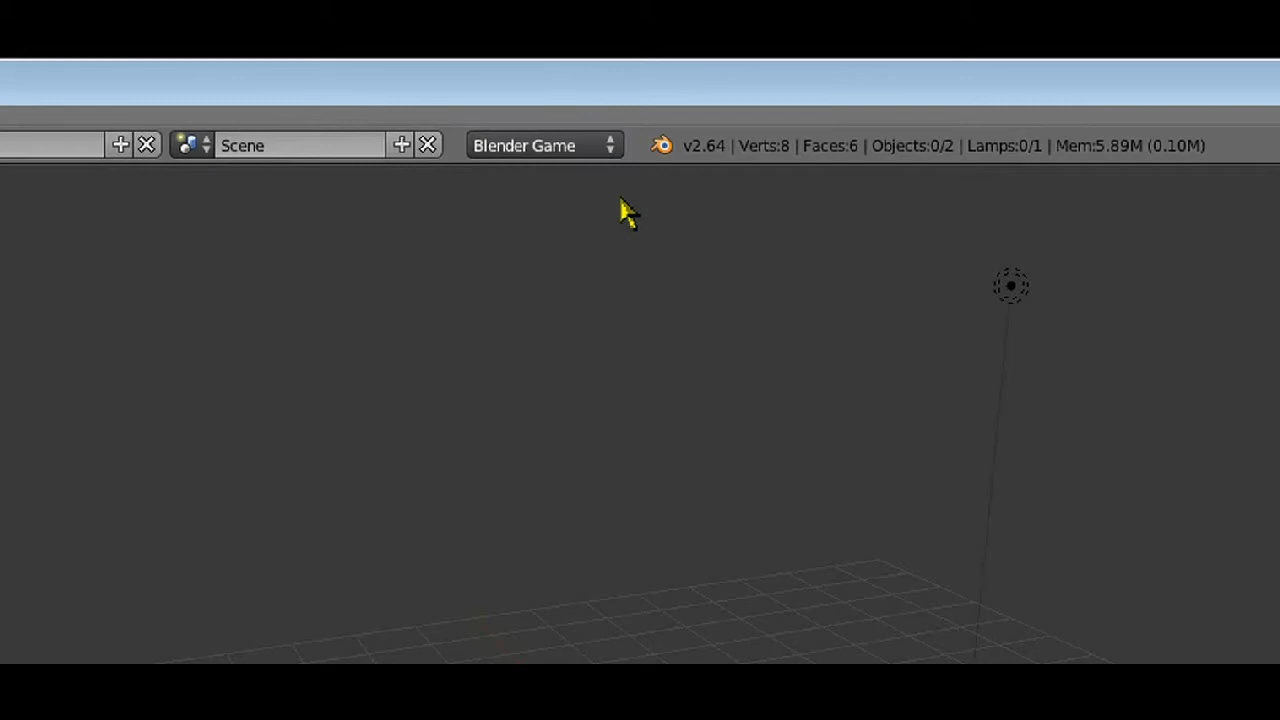 Scene Blender Game v2.64 | Verts:8 | Faces:6 | Objects:0/2 | Lamps:0/1 | Mem:5.89M (0.10M)